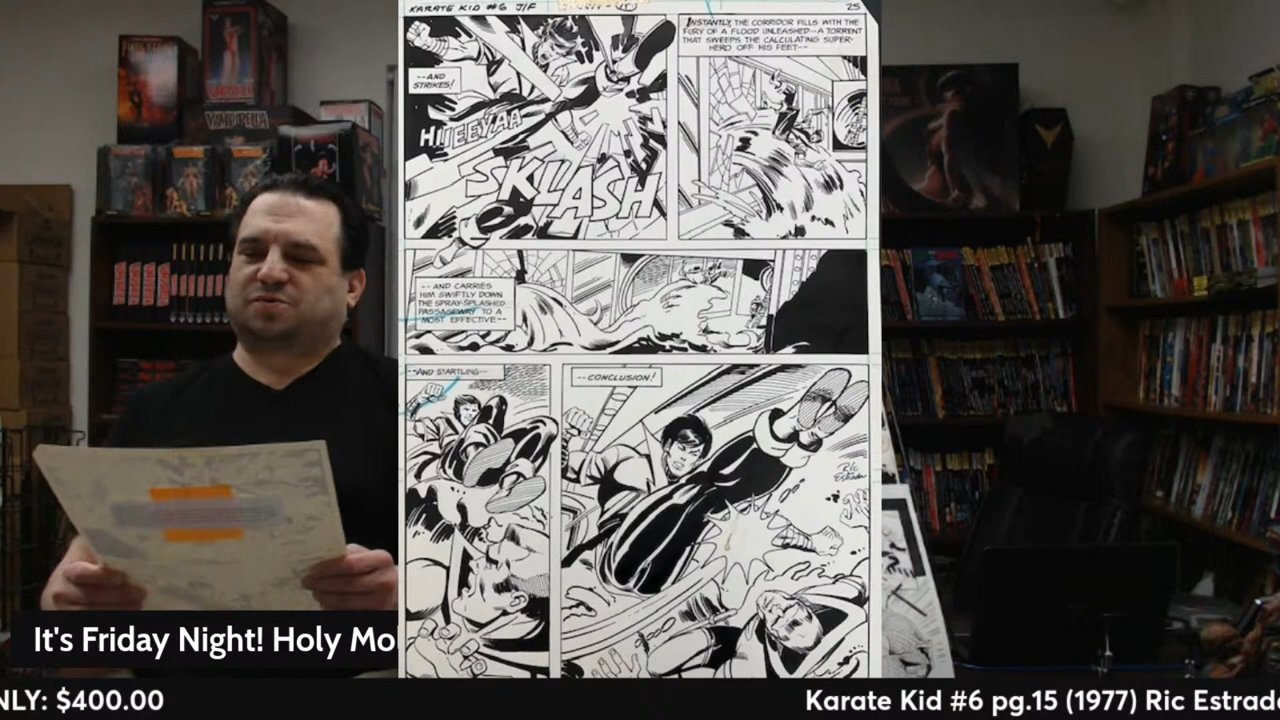 KARATE KID #6 J/F
25
--AND
STRIKES!
HIIEEYAA
SKLASH
INSTANTLY, THE CORRIDOR FILLS WITH THE
FURY OF A FLOOD UNLEASHED--A TORRENT
THAT SWEEPS THE CALCULATING SUPER-
HERO OFF HIS FEET--
--AND CARRIES
HIM SWIFTLY DOWN
THE SPRAY-SPLASHED
PASSAGEWAY TO A
MOST EFFECTIVE--
--AND STARTLING--
--CONCLUSION!
Ric
Estrada
VAMPIRELLA
It's Friday Night! Holy Mo
NLY: $400.00
Karate Kid #6 pg.15 (1977) Ric Estrada